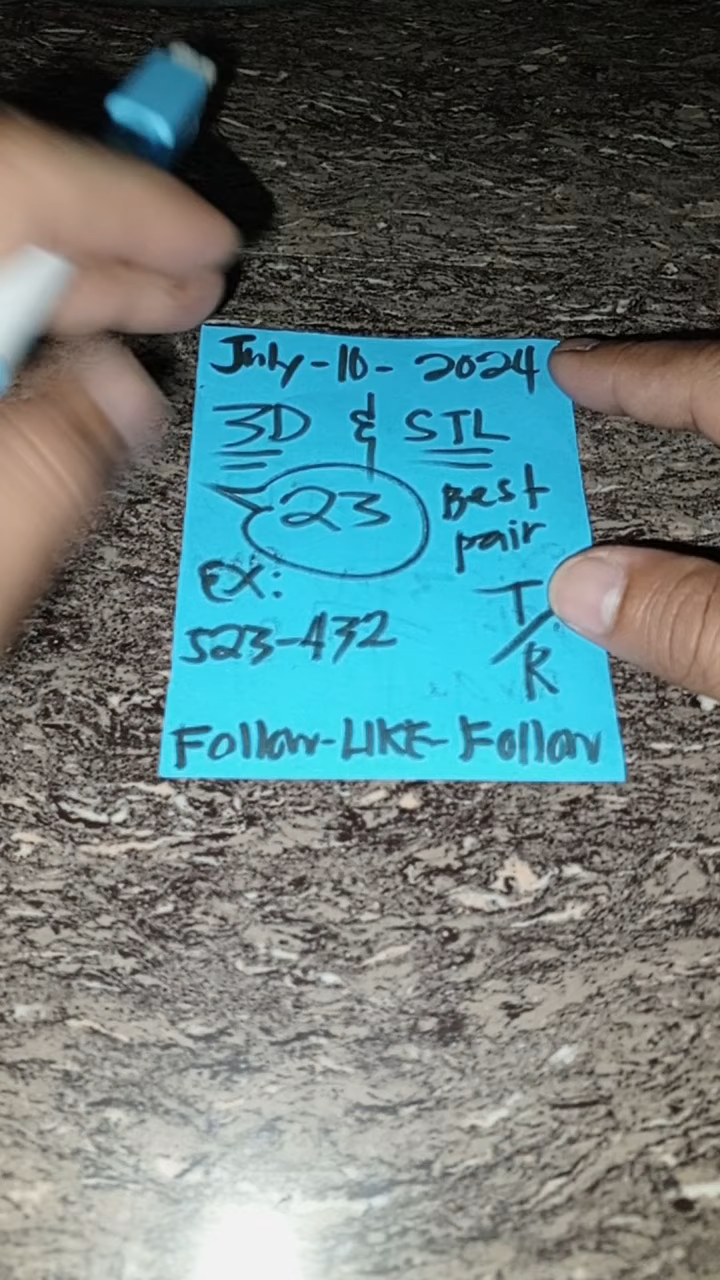 July-10-2024
3D & STL
23 Best pair
EX:
523-432
T/R
Follow-LIKE-Follow